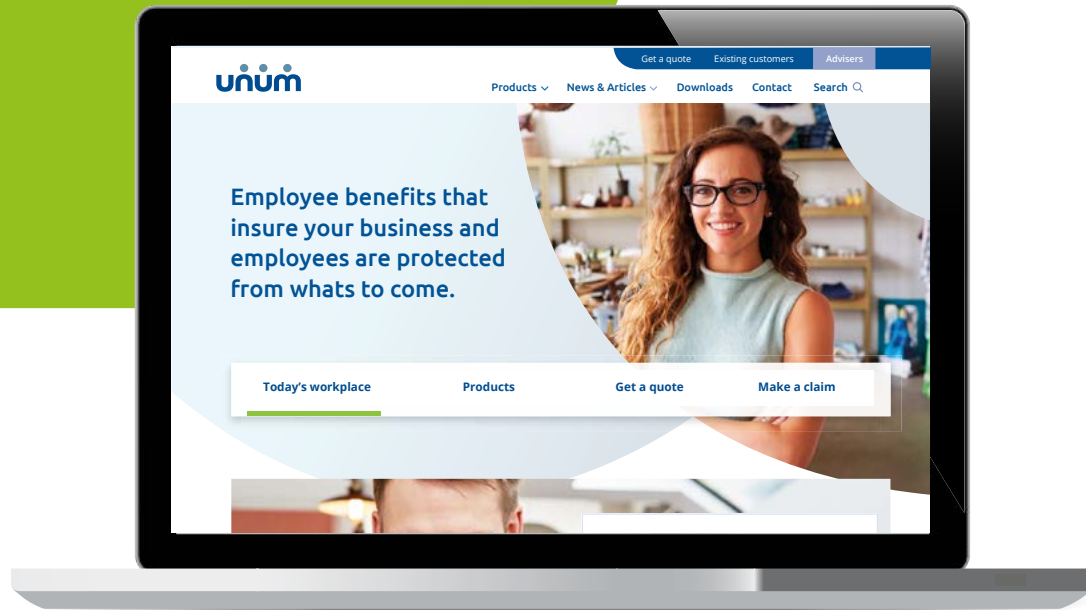 Get a quote Existing customers Advisers
unum
Products News & Articles Downloads Contact Search
Employee benefits that
insure your business and
employees are protected
from whats to come.
Today’s workplace Products Get a quote Make a claim